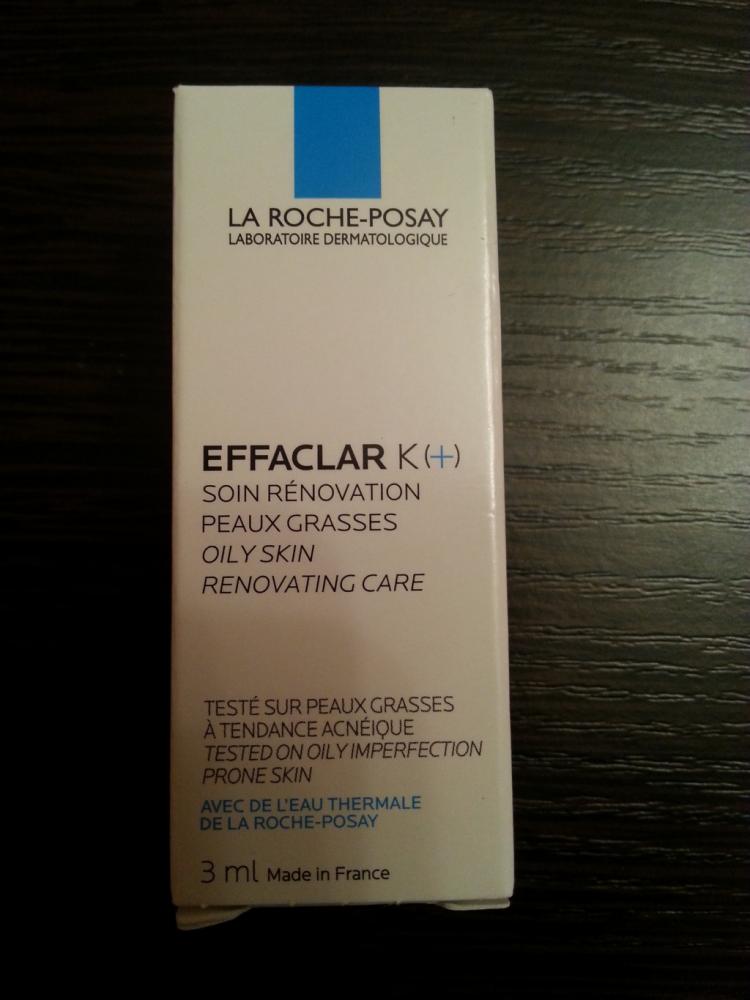 LA ROCHE-POSAY
LABORATOIRE DERMATOLOGIQUE
EFFACLAR K(+)
SOIN RÉNOVATION
PEAUX GRASSES
OILY SKIN
RENOVATING CARE
TESTÉ SUR PEAUX GRASSES
À TENDANCE ACNÉIQUE
TESTED ON OILY IMPERFECTION
PRONE SKIN
AVEC DE L'EAU THERMALE
DE LA ROCHE-POSAY
3 ml Made in France